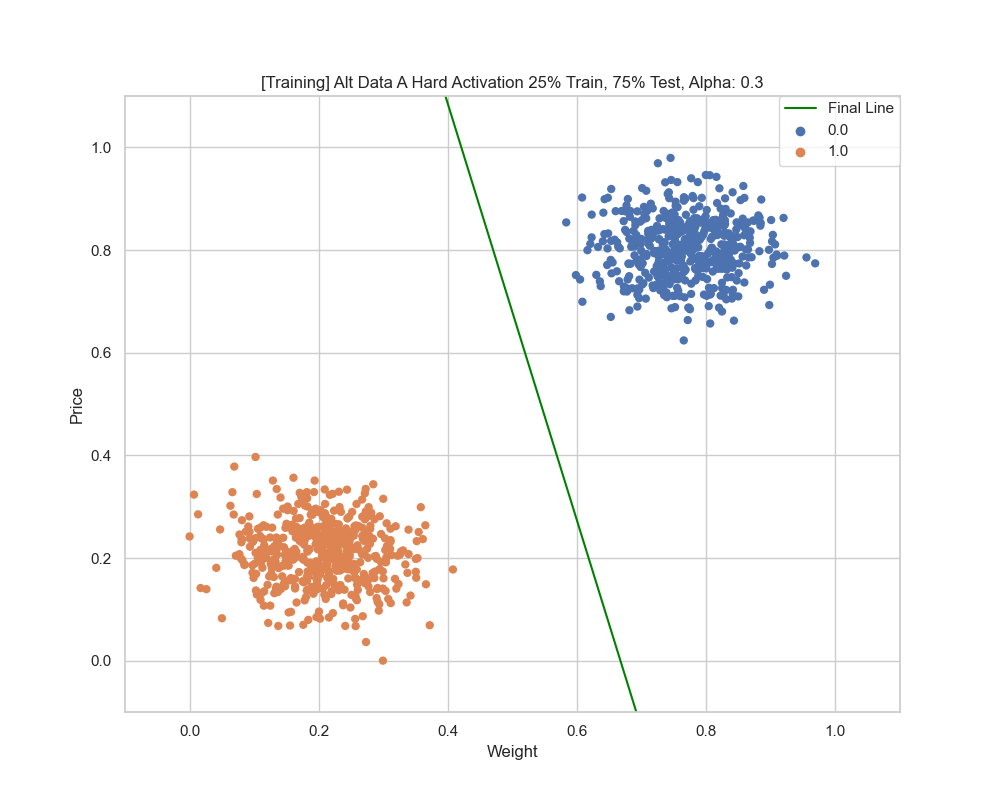 [Training] Alt Data A Hard Activation 25% Train, 75% Test, Alpha: 0.3
Final Line
0.0
1.0
1.0
0.8
0.6
0.4
0.2
0.0
Price
0.0 0.2 0.4 0.6 0.8 1.0
Weight